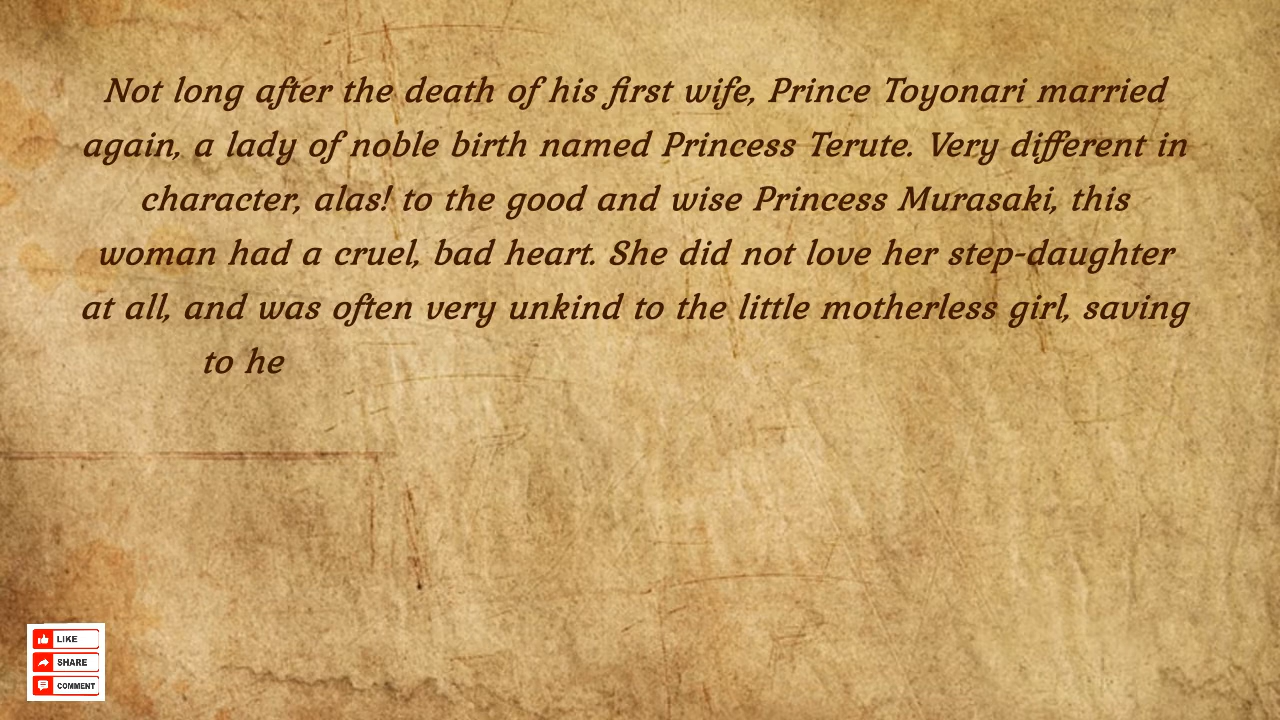 Not long after the death of his first wife, Prince Toyonari married
again, a lady of noble birth named Princess Terute. Very different in
character, alas! to the good and wise Princess Murasaki, this
woman had a cruel, bad heart. She did not love her step-daughter
at all, and was often very unkind to the little motherless girl, saving
to he
LIKE
SHARE
COMMENT